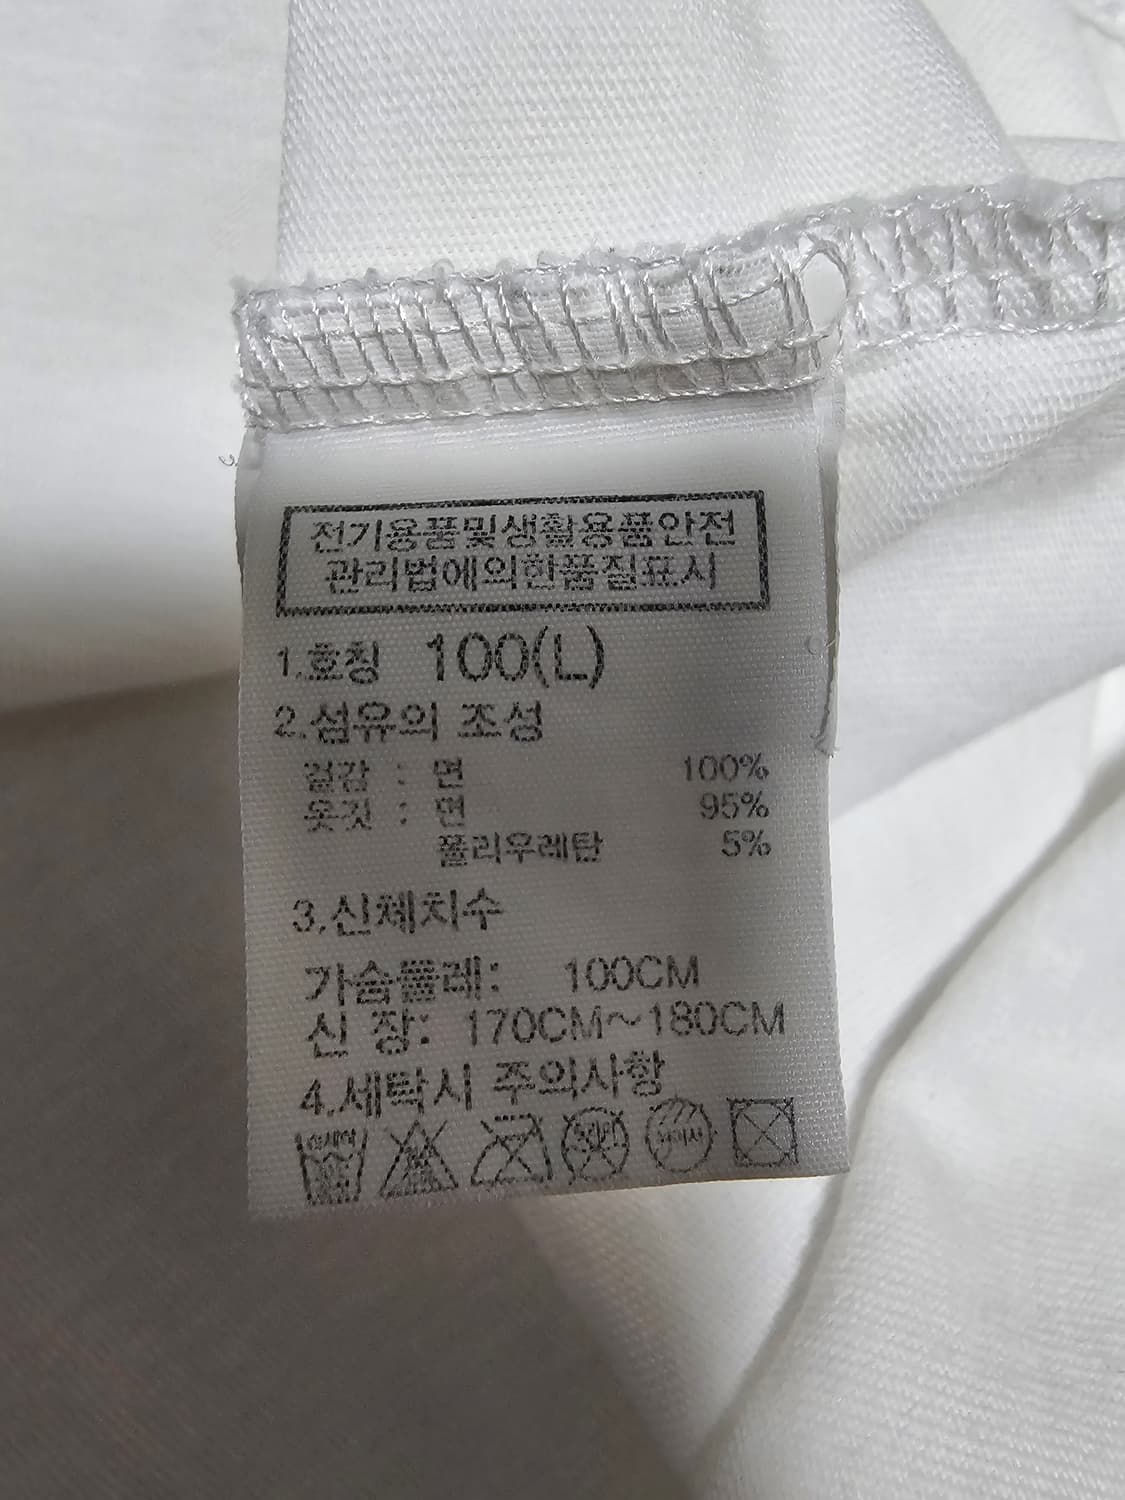 전기용품및생활용품안전
관리법에의한품질표시
1.호칭 100(L)
2.섬유의 조성
겉감 : 면 100%
옷깃 : 면 95%
폴리우레탄 5%
3.신체치수
가슴둘레: 100CM
신 장: 170CM~180CM
4.세탁시 주의사항